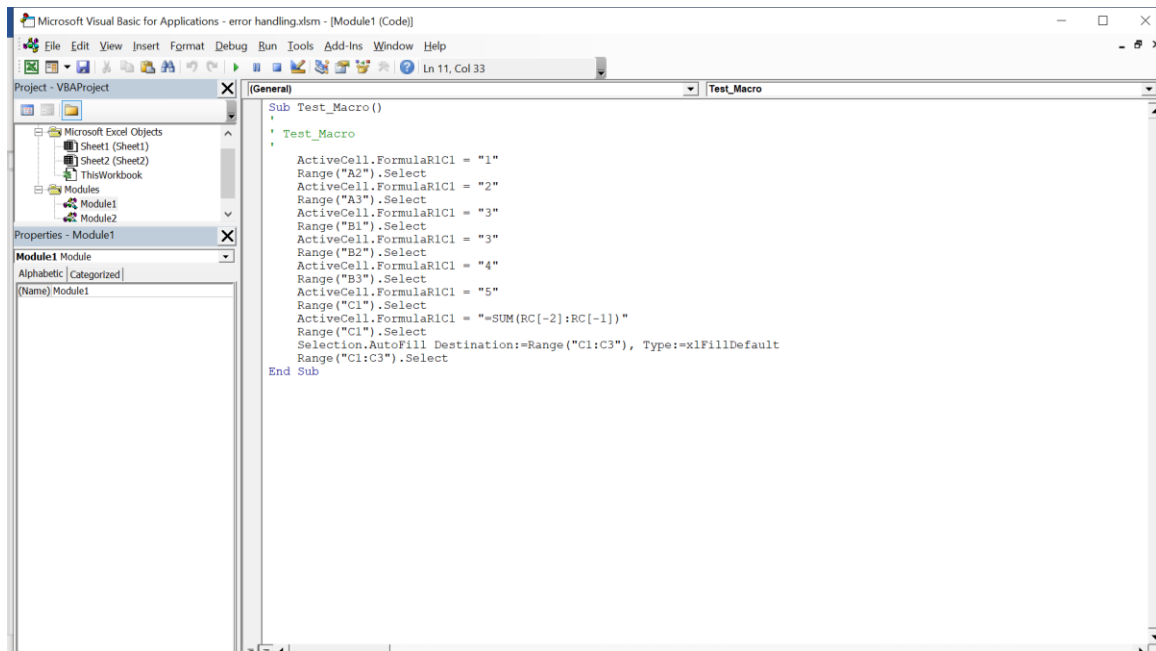 Microsoft Visual Basic for Applications - error handling.xlsm - [Module1 (Code)]
File Edit View Insert Format Debug Run Tools Add-Ins Window Help
Ln 11, Col 33
Project - VBAProject
(General)
Test_Macro
Microsoft Excel Objects
Sheet1 (Sheet1)
Sheet2 (Sheet2)
ThisWorkbook
Modules
Module1
Module2
Properties - Module1
Module1 Module
Alphabetic Categorized
(Name) Module1
Sub Test_Macro()
'
' Test_Macro
'
ActiveCell.FormulaR1C1 = "1"
Range("A2").Select
ActiveCell.FormulaR1C1 = "2"
Range("A3").Select
ActiveCell.FormulaR1C1 = "3"
Range("B1").Select
ActiveCell.FormulaR1C1 = "3"
Range("B2").Select
ActiveCell.FormulaR1C1 = "4"
Range("B3").Select
ActiveCell.FormulaR1C1 = "5"
Range("C1").Select
ActiveCell.FormulaR1C1 = "=SUM(RC[-2]:RC[-1])"
Range("C1").Select
Selection.AutoFill Destination:=Range("C1:C3"), Type:=xlFillDefault
Range("C1:C3").Select
End Sub